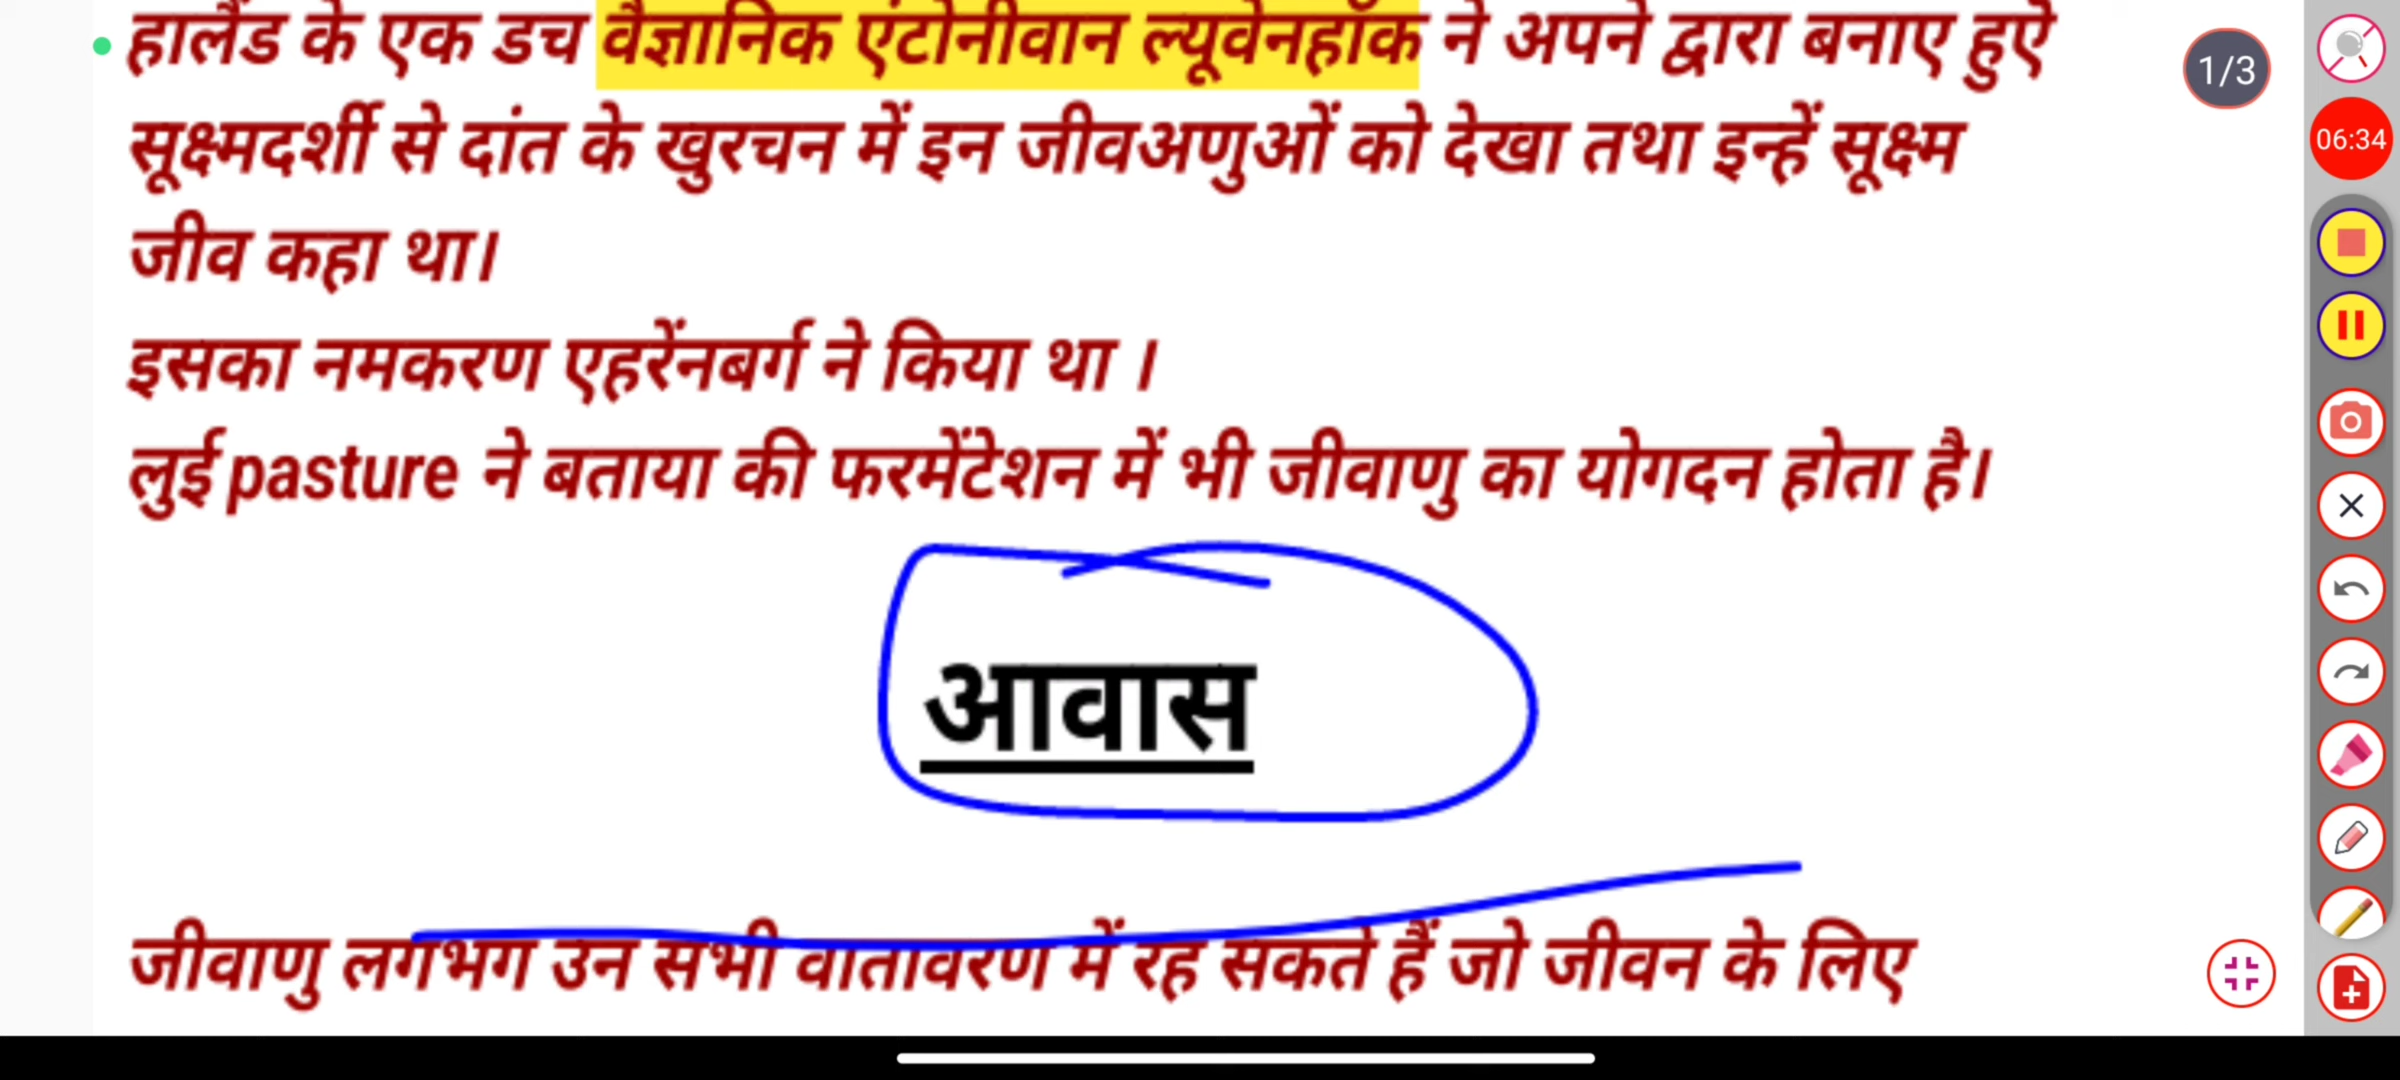 हालैंड के एक डच वैज्ञानिक एंटोनीवान ल्यूवेनहॉक ने अपने द्वारा बनाए हुऐ
1/3
06:34
सूक्ष्मदर्शी से दांत के खुरचन में इन जीवअणुओं को देखा तथा इन्हें सूक्ष्म
जीव कहा था।
इसका नमकरण एहरेंनबर्ग ने किया था ।
लुई pasture ने बताया की फरमेंटेशन में भी जीवाणु का योगदन होता है।
आवास
जीवाणु लगभग उन सभी वातावरण में रह सकते हैं जो जीवन के लिए